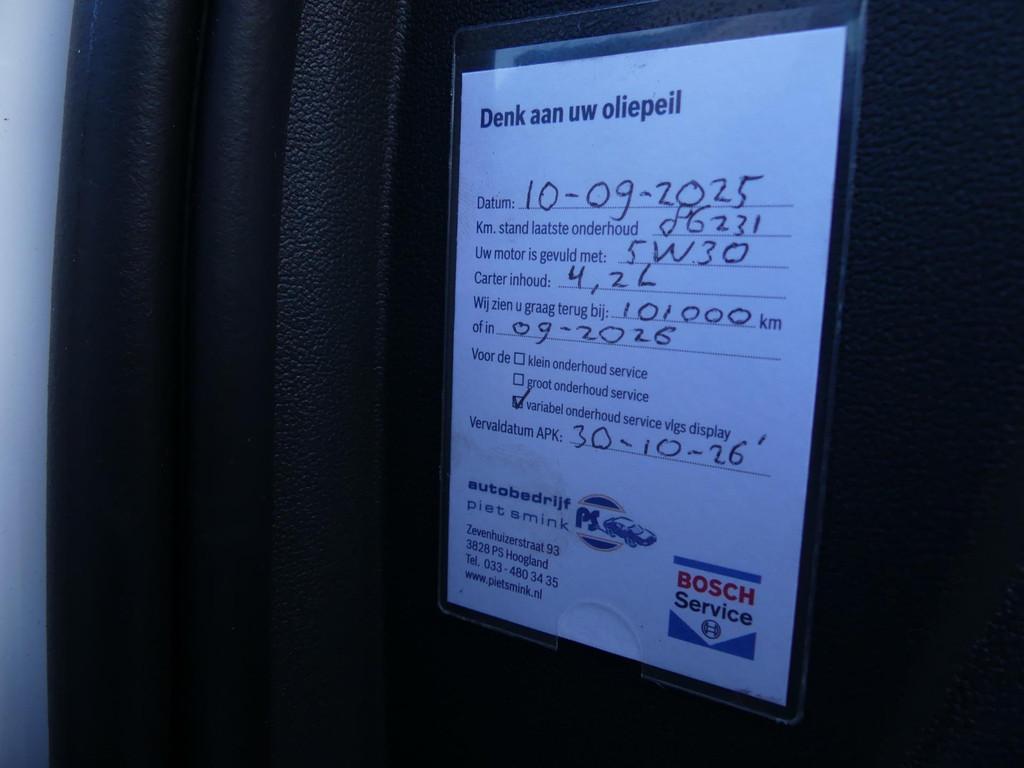 Denk aan uw oliepeil
Datum: 10-09-2025
Km. stand laatste onderhoud 86231
Uw motor is gevuld met: 5W30
Carter inhoud: 4,2L
Wij zien u graag terug bij: 101000 km
of in 09-2026
Voor de ☐ klein onderhoud service
☐ groot onderhoud service
☑ variabel onderhoud service vlgs display
Vervaldatum APK: 30-10-26'
autobedrijf
piet smink
PS
Zevenhuizerstraat 93
3828 PS Hoogland
Tel. 033 - 480 34 35
www.pietsmink.nl
BOSCH
Service